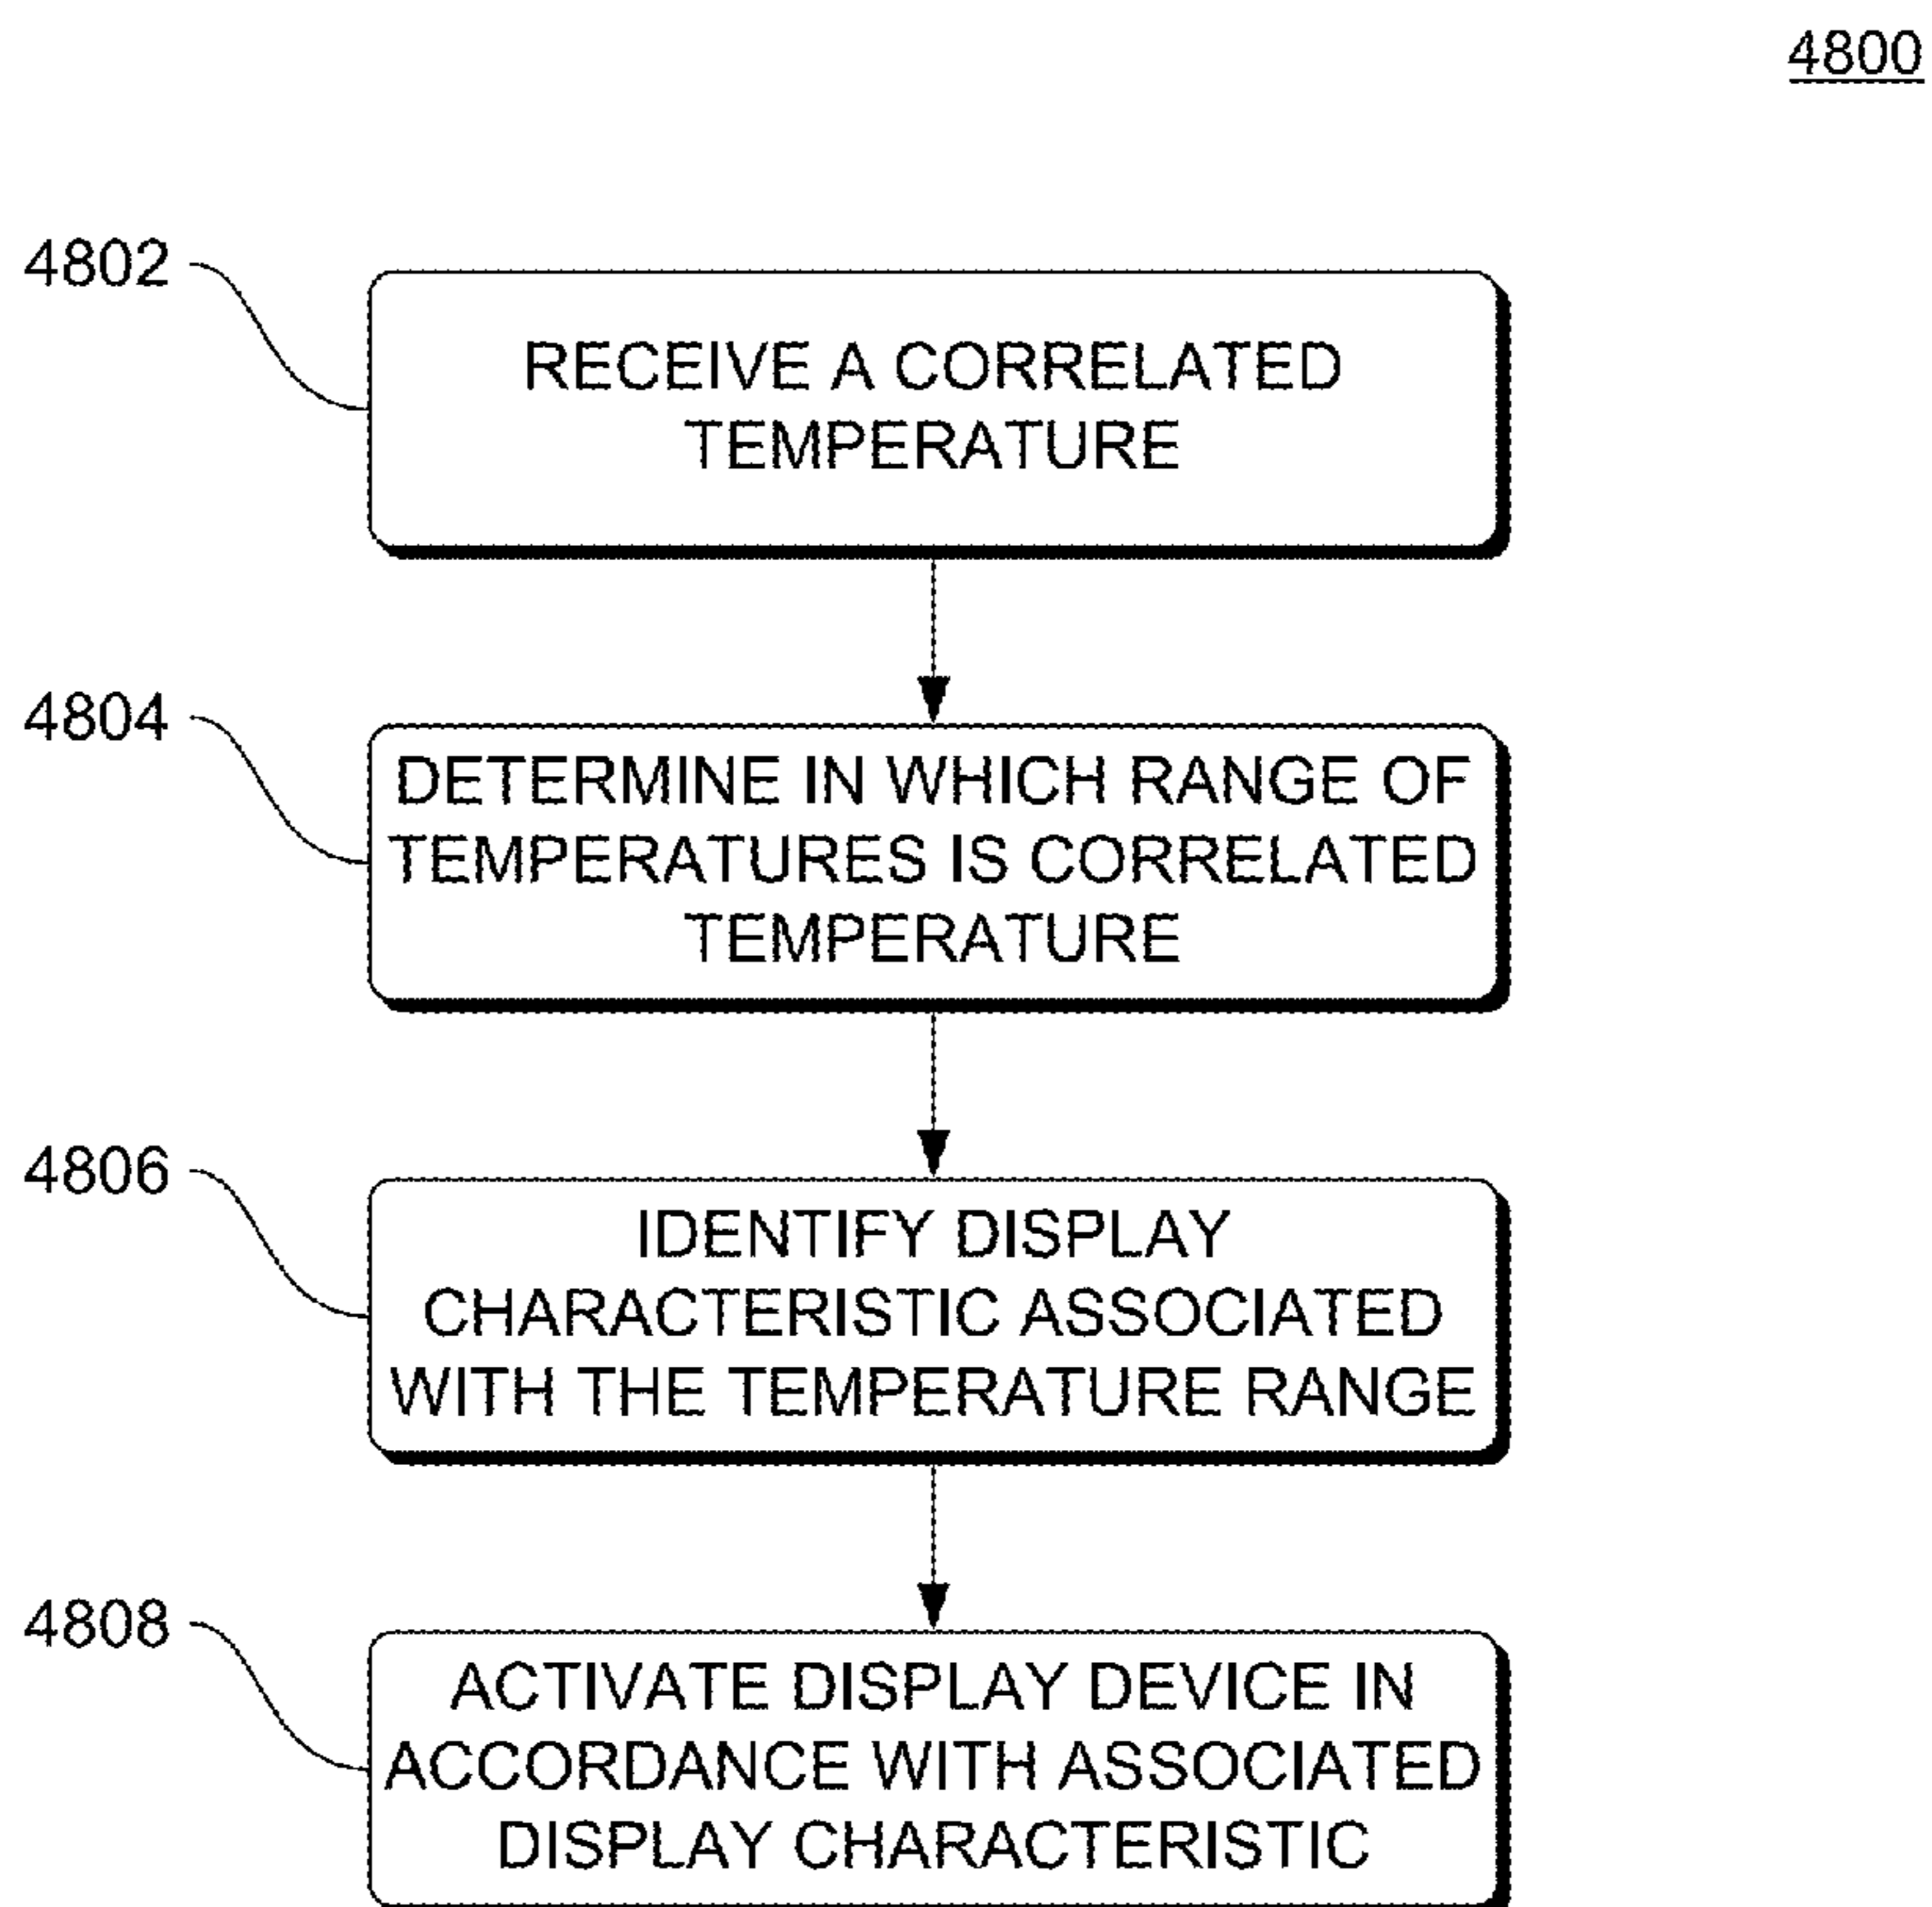 4800
4802
RECEIVE A CORRELATED
TEMPERATURE
4804
DETERMINE IN WHICH RANGE OF
TEMPERATURES IS CORRELATED
TEMPERATURE
4806
IDENTIFY DISPLAY
CHARACTERISTIC ASSOCIATED
WITH THE TEMPERATURE RANGE
4808
ACTIVATE DISPLAY DEVICE IN
ACCORDANCE WITH ASSOCIATED
DISPLAY CHARACTERISTIC